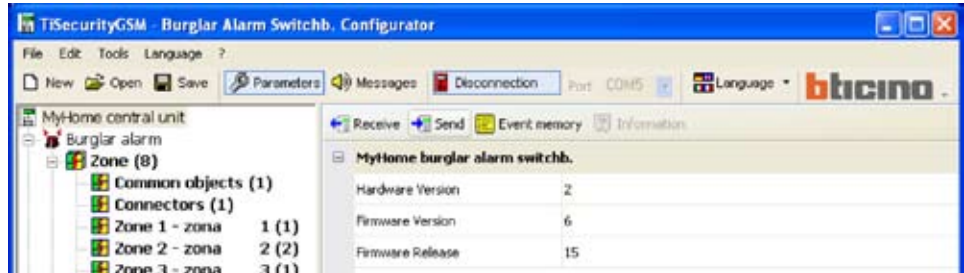 TiSecurityGSM - Burglar Alarm Switchb. Configurator
File Edit Tools Language ?
New Open Save Parameters Messages Disconnection Port COM5 Language bticino
MyHome central unit
Receive Send Event memory Information
Burglar alarm
MyHome burglar alarm switchb.
Zone (8)
Common objects (1)
Hardware Version 2
Connectors (1)
Zone 1 - zona 1 (1)
Firmware Version 6
Zone 2 - zona 2 (2)
Firmware Release 15
Zone 3 - zona 3 (1)